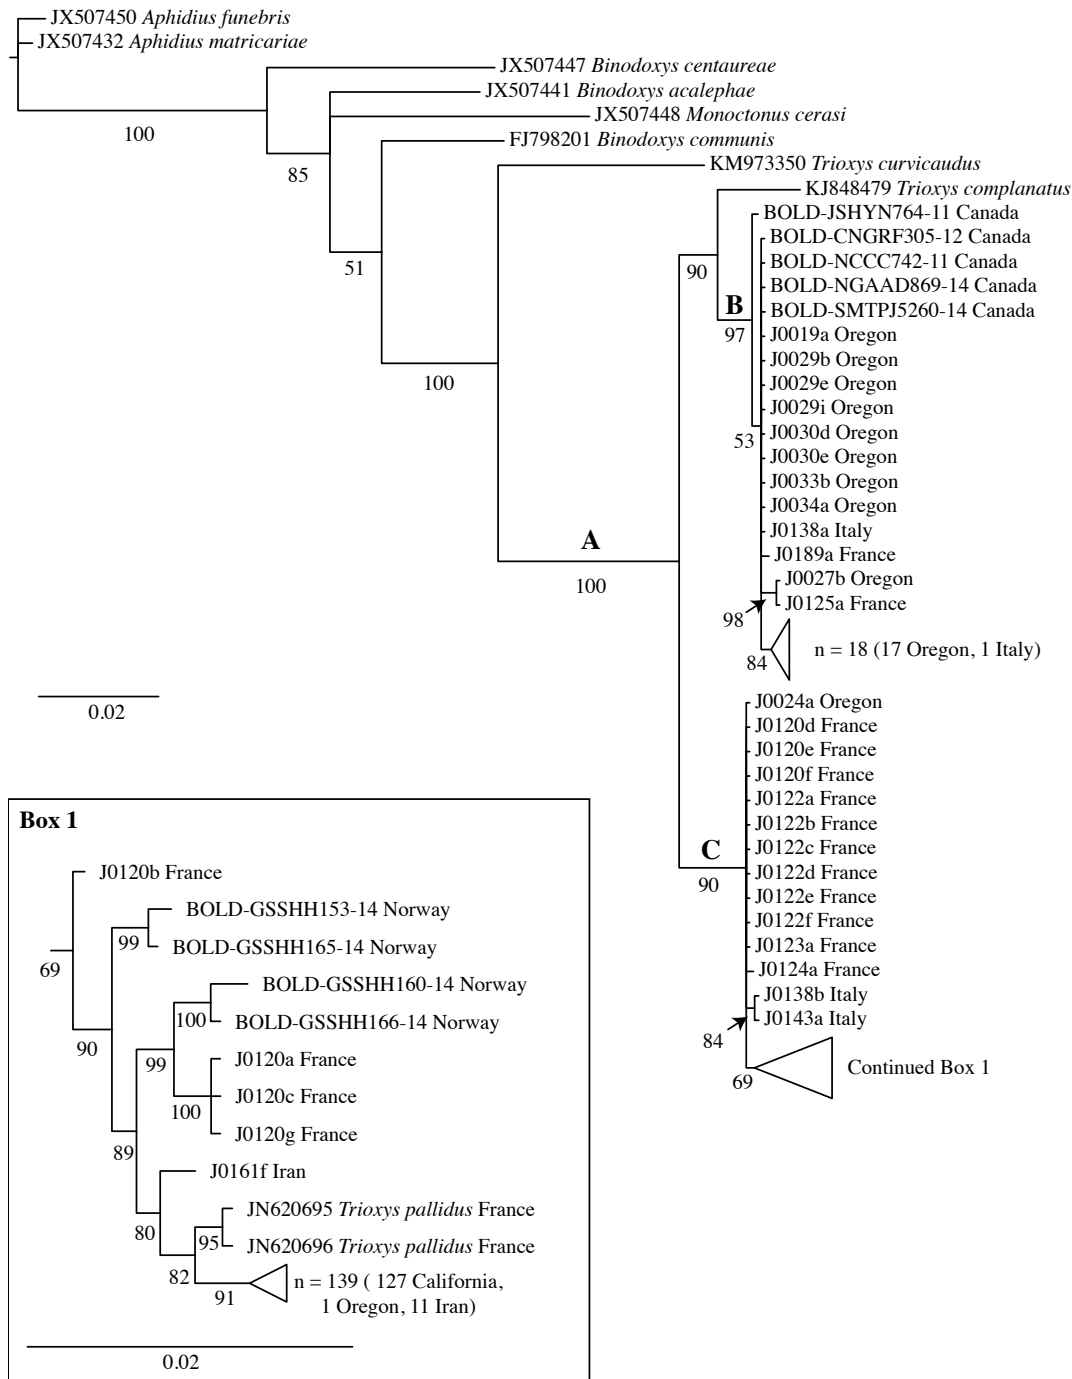 JX507450 Aphidius funebris
JX507432 Aphidius matricariae
JX507447 Binodoxys centaureae
JX507441 Binodoxys acalephae
JX507448 Monoctonus cerasi
100
FJ798201 Binodoxys communis
KM973350 Trioxys curvicaudus
85
KJ848479 Trioxys complanatus
BOLD-JSHYN764-11 Canada
BOLD-CNGRF305-12 Canada
BOLD-NCCC742-11 Canada
51
90
BOLD-NGAAD869-14 Canada
B
BOLD-SMTPJ5260-14 Canada
97
J0019a Oregon
J0029b Oregon
100
J0029e Oregon
J0029i Oregon
J0030d Oregon
53
J0030e Oregon
J0033b Oregon
J0034a Oregon
J0138a Italy
A
J0189a France
100
J0027b Oregon
J0125a France
98
n = 18 (17 Oregon, 1 Italy)
84
0.02
J0024a Oregon
J0120d France
J0120e France
J0120f France
J0122a France
J0122b France
J0122c France
C
J0122d France
90
J0122e France
J0122f France
J0123a France
J0124a France
J0138b Italy
J0143a Italy
84
Continued Box 1
69
Box 1
J0120b France
BOLD-GSSHH153-14 Norway
99
BOLD-GSSHH165-14 Norway
69
BOLD-GSSHH160-14 Norway
100
BOLD-GSSHH166-14 Norway
90
J0120a France
99
J0120c France
100
J0120g France
89
J0161f Iran
JN620695 Trioxys pallidus France
80
95
JN620696 Trioxys pallidus France
82
n = 139 ( 127 California,
91
1 Oregon, 11 Iran)
0.02